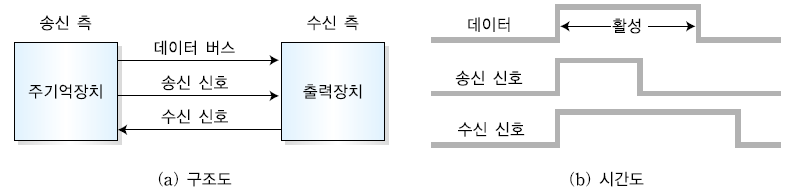 송신 측
수신 측
주기억장치
데이터 버스
송신 신호
수신 신호
출력장치
(a) 구조도
데이터
활성
송신 신호
수신 신호
(b) 시간도